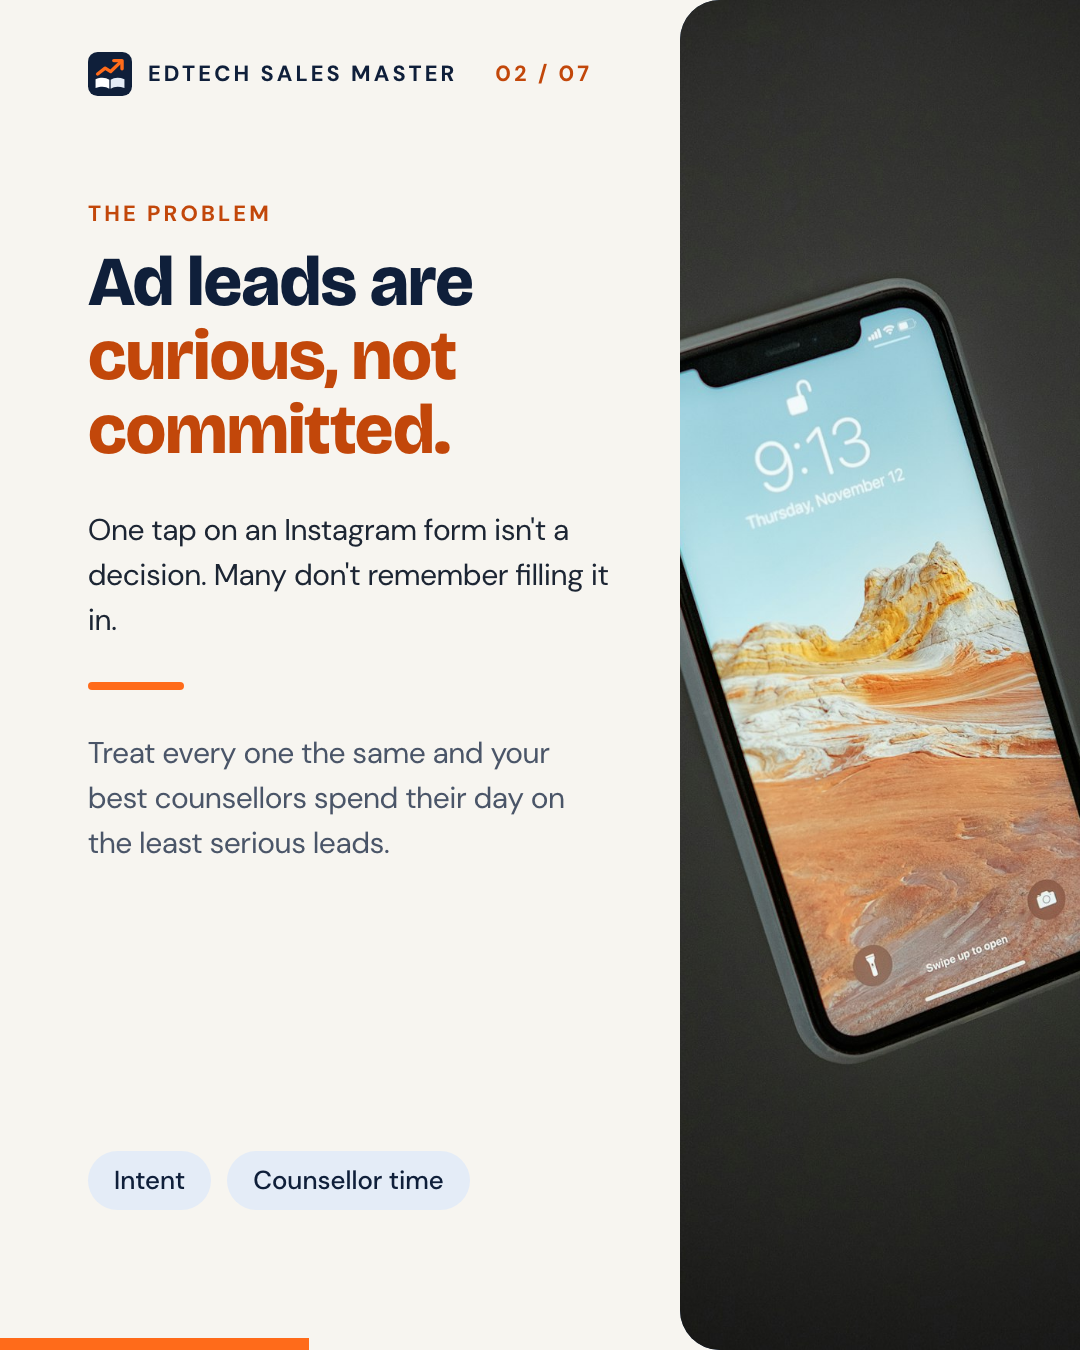 EDTECH SALES MASTER 02 / 07
THE PROBLEM
Ad leads are
curious, not
committed.
One tap on an Instagram form isn't a
decision. Many don't remember filling it
in.
Treat every one the same and your
best counsellors spend their day on
the least serious leads.
Intent
Counsellor time
9:13
Thursday, November 12
Swipe up to open